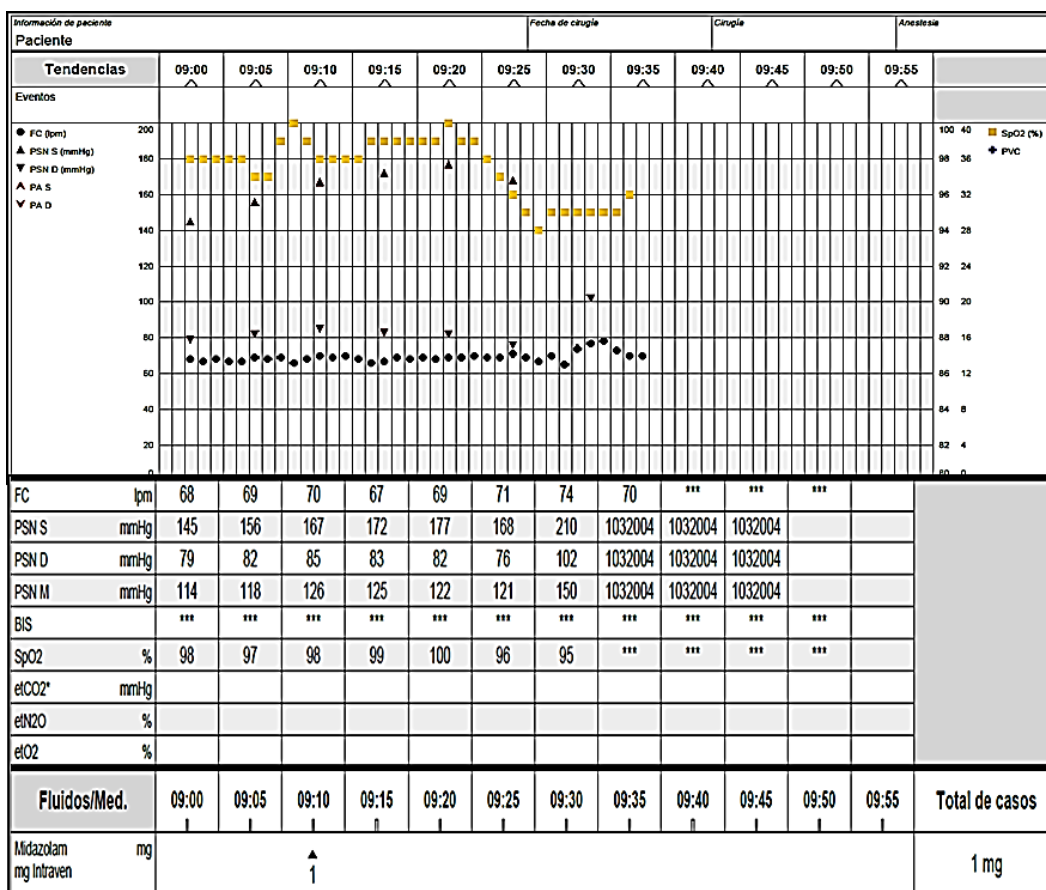 Información de paciente Fecha de cirugía Cirugía Anestesia
Paciente
Tendencias 09:00 09:05 09:10 09:15 09:20 09:25 09:30 09:35 09:40 09:45 09:50 09:55
Eventos
FC (lpm) 200 100 40 SpO2 (%)
PSN S (mmHg) 180 98 36 PVC
PSN D (mmHg)
PA S 160 96 32
PA D
140 94 28
120 92 24
100 90 20
80 88 16
60 86 12
40 84 8
20 82 4
0 80 0
FC lpm 68 69 70 67 69 71 74 70 *** *** ***
PSN S mmHg 145 156 167 172 177 168 210 1032004 1032004 1032004
PSN D mmHg 79 82 85 83 82 76 102 1032004 1032004 1032004
PSN M mmHg 114 118 126 125 122 121 150 1032004 1032004 1032004
BIS *** *** *** *** *** *** *** *** *** *** ***
SpO2 % 98 97 98 99 100 96 95 *** *** *** ***
etCO2* mmHg
etN2O %
etO2 %
Fluidos/Med. 09:00 09:05 09:10 09:15 09:20 09:25 09:30 09:35 09:40 09:45 09:50 09:55 Total de casos
Midazolam mg
mg Intraven 1 1 mg